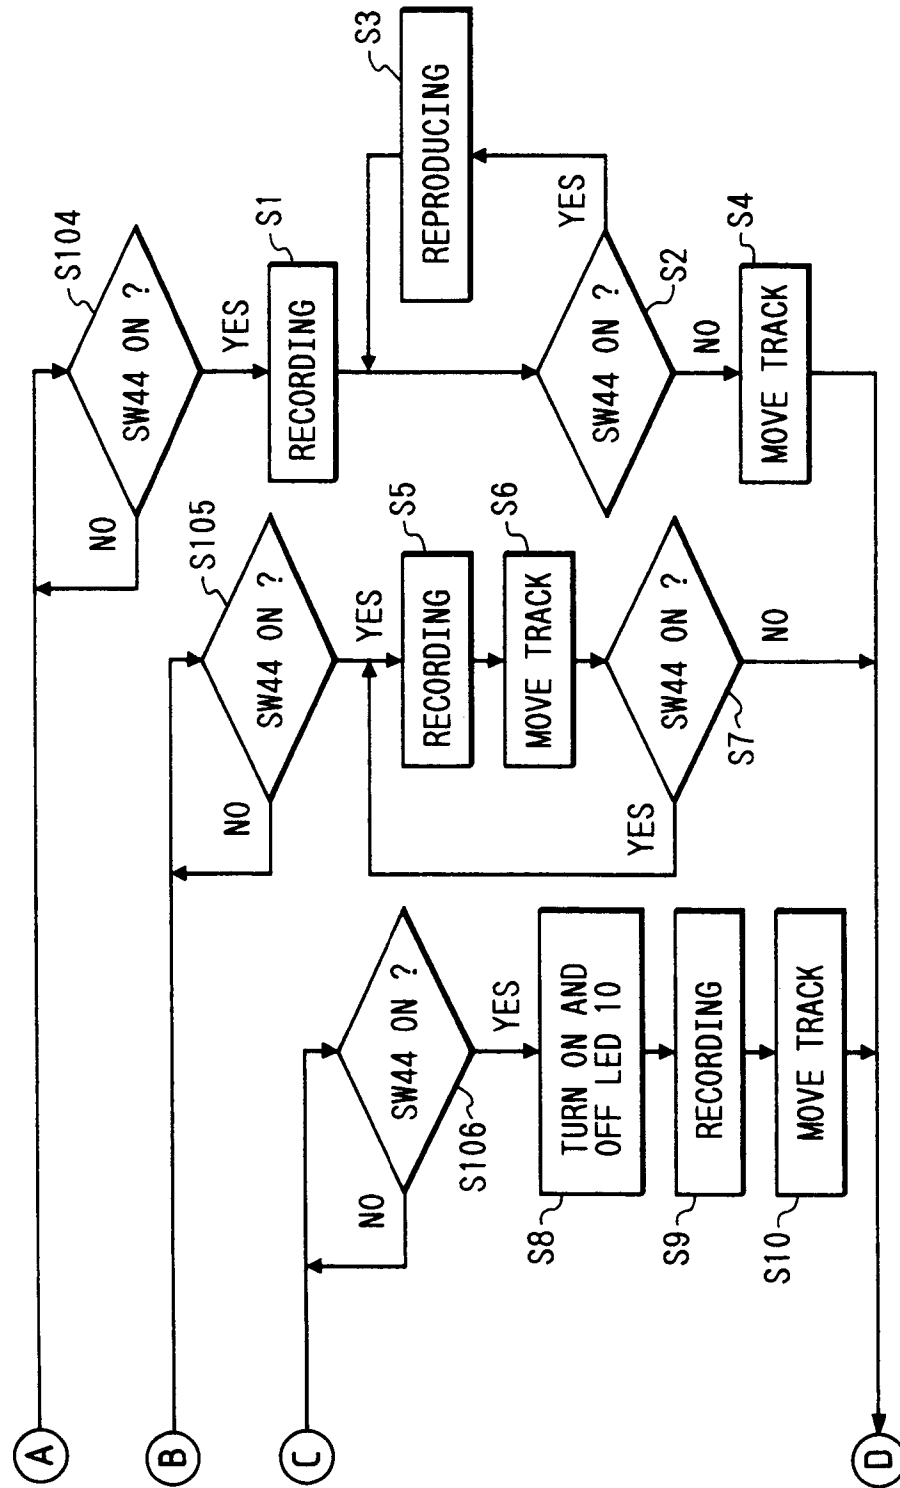 A
S104
SW44 ON ?
NO
YES
S1
RECORDING
S3
REPRODUCING
YES
S2
SW44 ON ?
NO
S4
MOVE TRACK
B
S105
SW44 ON ?
NO
YES
S5
RECORDING
S6
MOVE TRACK
SW44 ON ?
S7
YES
NO
C
SW44 ON ?
S106
NO
YES
S8
TURN ON AND
OFF LED 10
S9
RECORDING
S10
MOVE TRACK
D